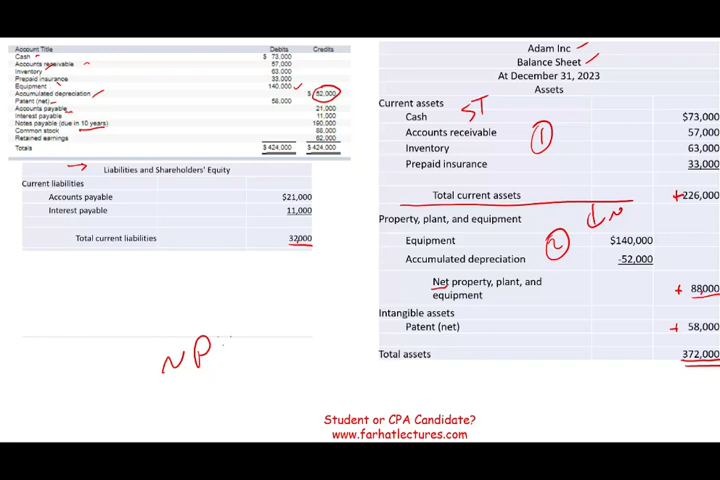 Account Title Debits Credits
Cash $ 73,000
Accounts receivable 57,000
Inventory 63,000
Prepaid insurance 33,000
Equipment 140,000
Accumulated depreciation $ 52,000
Patent (net) 58,000
Accounts payable 21,000
Interest payable 11,000
Notes payable (due in 10 years) 190,000
Common stock 88,000
Retained earnings 62,000
Totals $ 424,000 $ 424,000
Liabilities and Shareholders' Equity
Current liabilities
Accounts payable $21,000
Interest payable 11,000
Total current liabilities 32,000
N P
Adam Inc
Balance Sheet
At December 31, 2023
Assets
Current assets
ST
Cash $73,000
Accounts receivable 57,000
1
Inventory 63,000
Prepaid insurance 33,000
Total current assets +226,000
Property, plant, and equipment
Equipment $140,000
2
Accumulated depreciation -52,000
Net property, plant, and
equipment + 88,000
Intangible assets
Patent (net) + 58,000
Total assets 372,000
Student or CPA Candidate?
www.farhatlectures.com